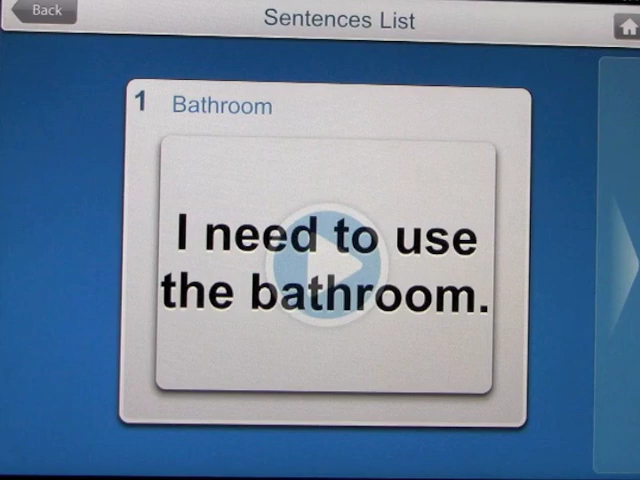 Back
Sentences List
1 Bathroom
I need to use
the bathroom.